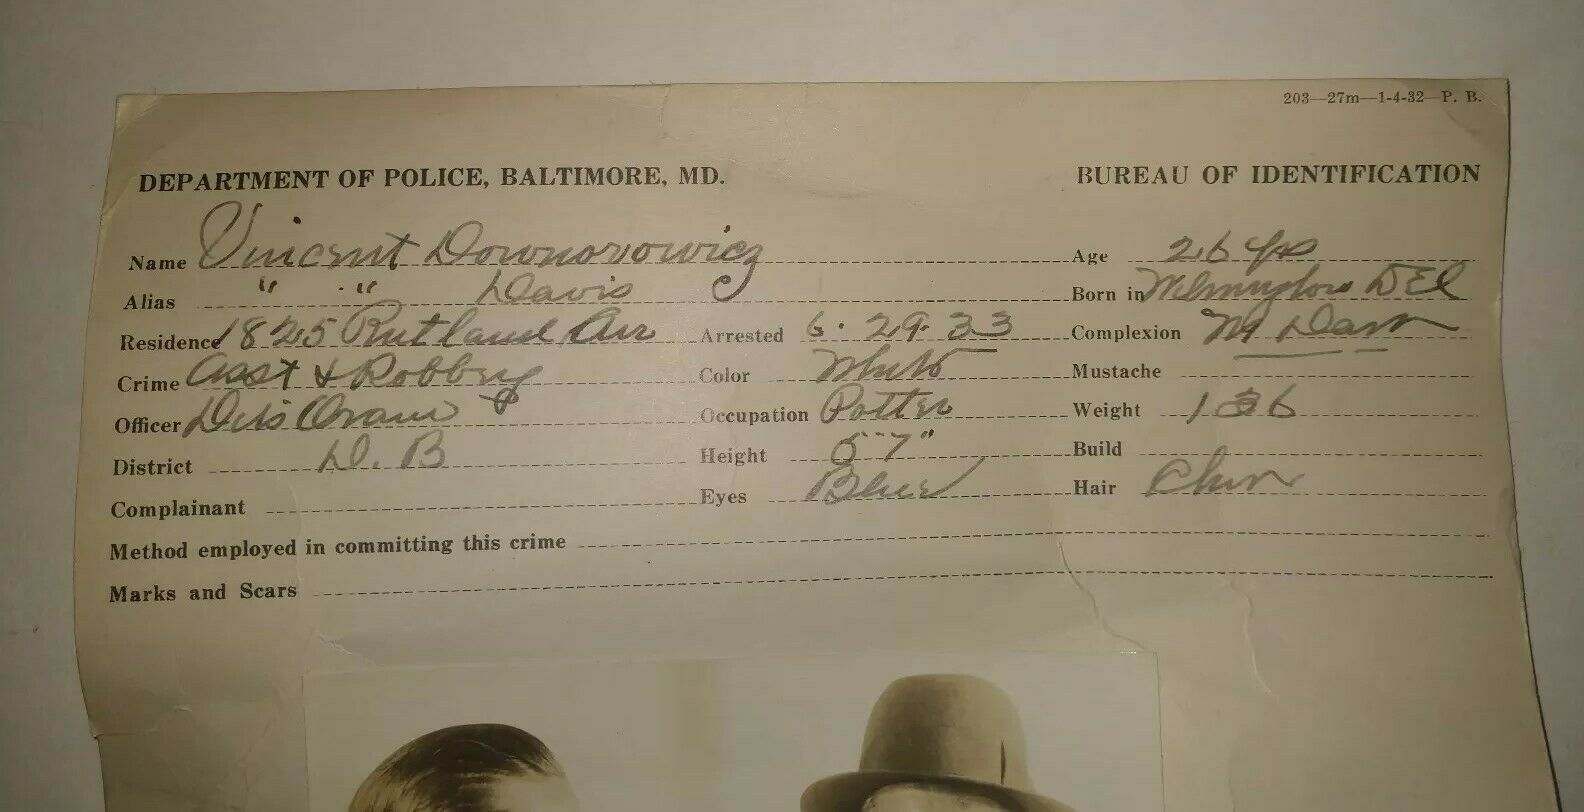 203—27m—1-4-32—P. B.
DEPARTMENT OF POLICE, BALTIMORE, MD. BUREAU OF IDENTIFICATION
Name Vincent Downorowicz Age 26 yrs
Alias " " Davis Born in Wilmington DEL
Residence 1825 Rutland Ave Arrested 6-29-33 Complexion M Dark
Crime Asst & Robbery Color White Mustache
Officer Occupation Potter Weight 136
District D. B Height 5"7" Build
Complainant Eyes Blue Hair
Method employed in committing this crime
Marks and Scars